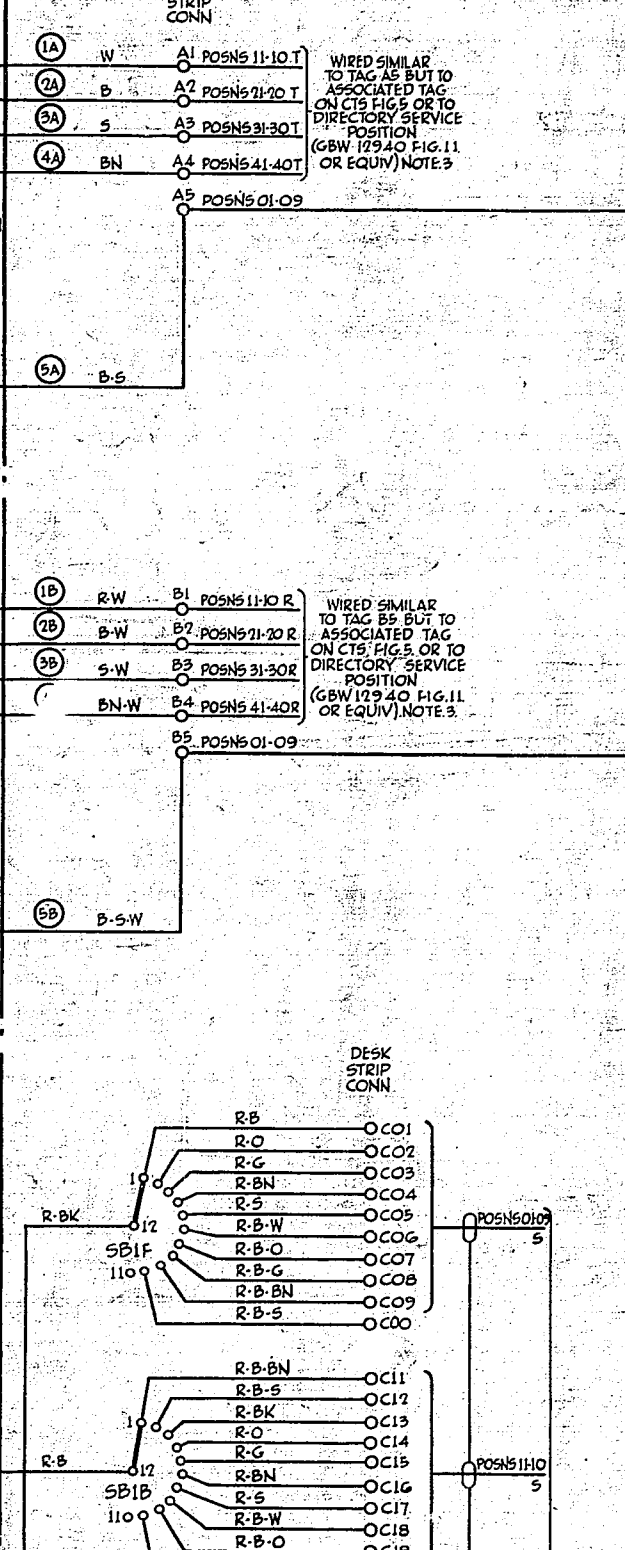 STRIP
CONN
1A W A1 POSNS 11-10 T
2A B A2 POSNS 21-20 T
3A S A3 POSNS 31-30 T
4A BN A4 POSNS 41-40 T
WIRED SIMILAR
TO TAG A5 BUT TO
ASSOCIATED TAG
ON CTS FIG.5 OR TO
DIRECTORY SERVICE
POSITION
(GBW 12940 FIG.11
OR EQUIV) NOTE.3
A5 POSNS 01-09
5A B-S
1B R-W B1 POSNS 11-10 R
2B B-W B2 POSNS 21-20 R
3B S-W B3 POSNS 31-30R
BN-W B4 POSNS 41-40R
WIRED SIMILAR
TO TAG B5 BUT TO
ASSOCIATED TAG
ON CTS. FIG.5. OR TO
DIRECTORY SERVICE
POSITION
(GBW 12940 FIG.11
OR EQUIV). NOTE.3.
B5 POSNS 01-09
5B B-S-W
DESK
STRIP
CONN.
R-B C01
R-O C02
R-G C03
1 R-BN C04
R-S C05
R-BK 12 R-B-W C06
POSNS 01-09
S
SB1F R-B-O C07
11 R-B-G C08
R-B-BN C09
R-B-S C00
R-B-BN C11
R-B-S C12
1 R-BK C13
R-O C14
R-G C15
R-B 12 R-BN C16
POSNS 11-10
S
SB1B R-S C17
11 R-B-W C18
R-B-O C19